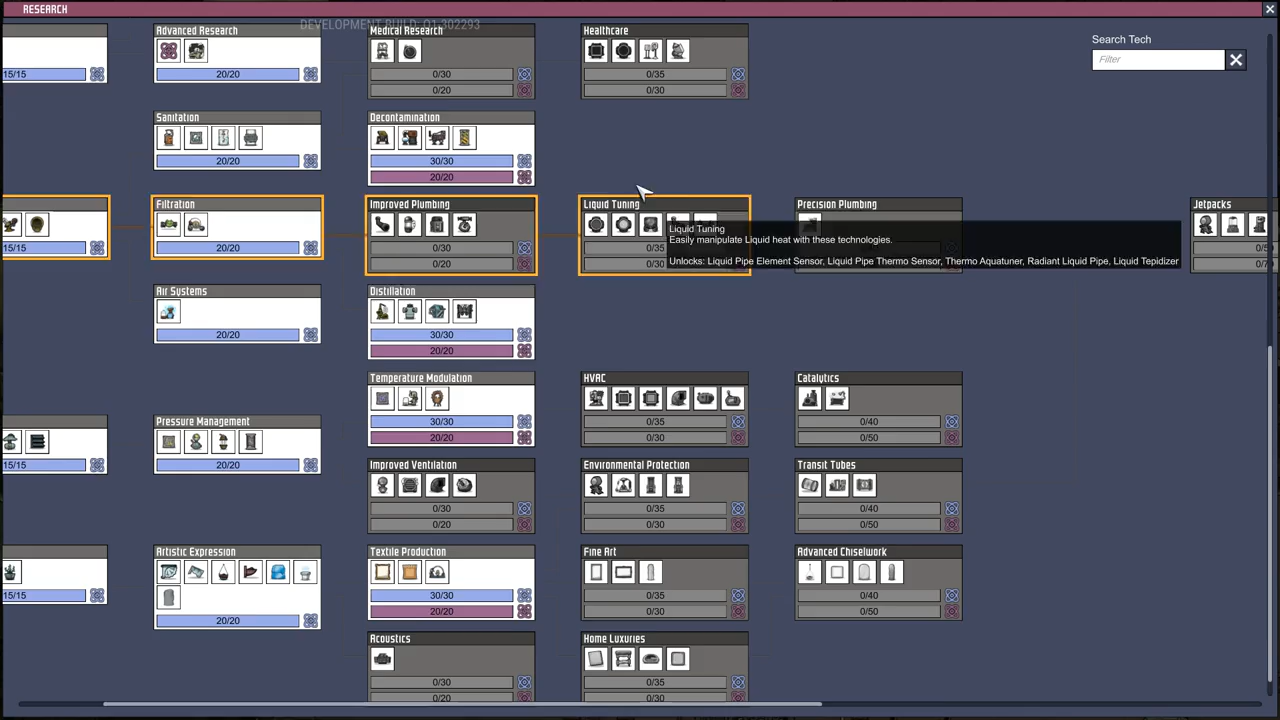 RESEARCH
DEVELOPMENT BUILD: 01.302293
Search Tech
Filter
15/15
Advanced Research
20/20
Medical Research
0/30
0/20
Healthcare
0/35
0/30
Sanitation
20/20
Decontamination
30/30
20/20
Filtration
20/20
Improved Plumbing
0/30
0/20
Liquid Tuning
0/35
0/30
Precision Plumbing
Jetpacks
Liquid Tuning
Easily manipulate Liquid heat with these technologies.
Unlocks: Liquid Pipe Element Sensor, Liquid Pipe Thermo Sensor, Thermo Aquatuner, Radiant Liquid Pipe, Liquid Tepidizer
Air Systems
20/20
Distillation
30/30
20/20
Temperature Modulation
30/30
20/20
HVAC
0/35
0/30
Catalytics
0/40
0/50
15/15
Pressure Management
20/20
Improved Ventilation
0/30
0/20
Environmental Protection
0/35
0/30
Transit Tubes
0/40
0/50
15/15
Artistic Expression
20/20
Textile Production
30/30
20/20
Fine Art
0/35
0/30
Advanced Chiselwork
0/40
0/50
Acoustics
0/30
0/20
Home Luxuries
0/35
0/30